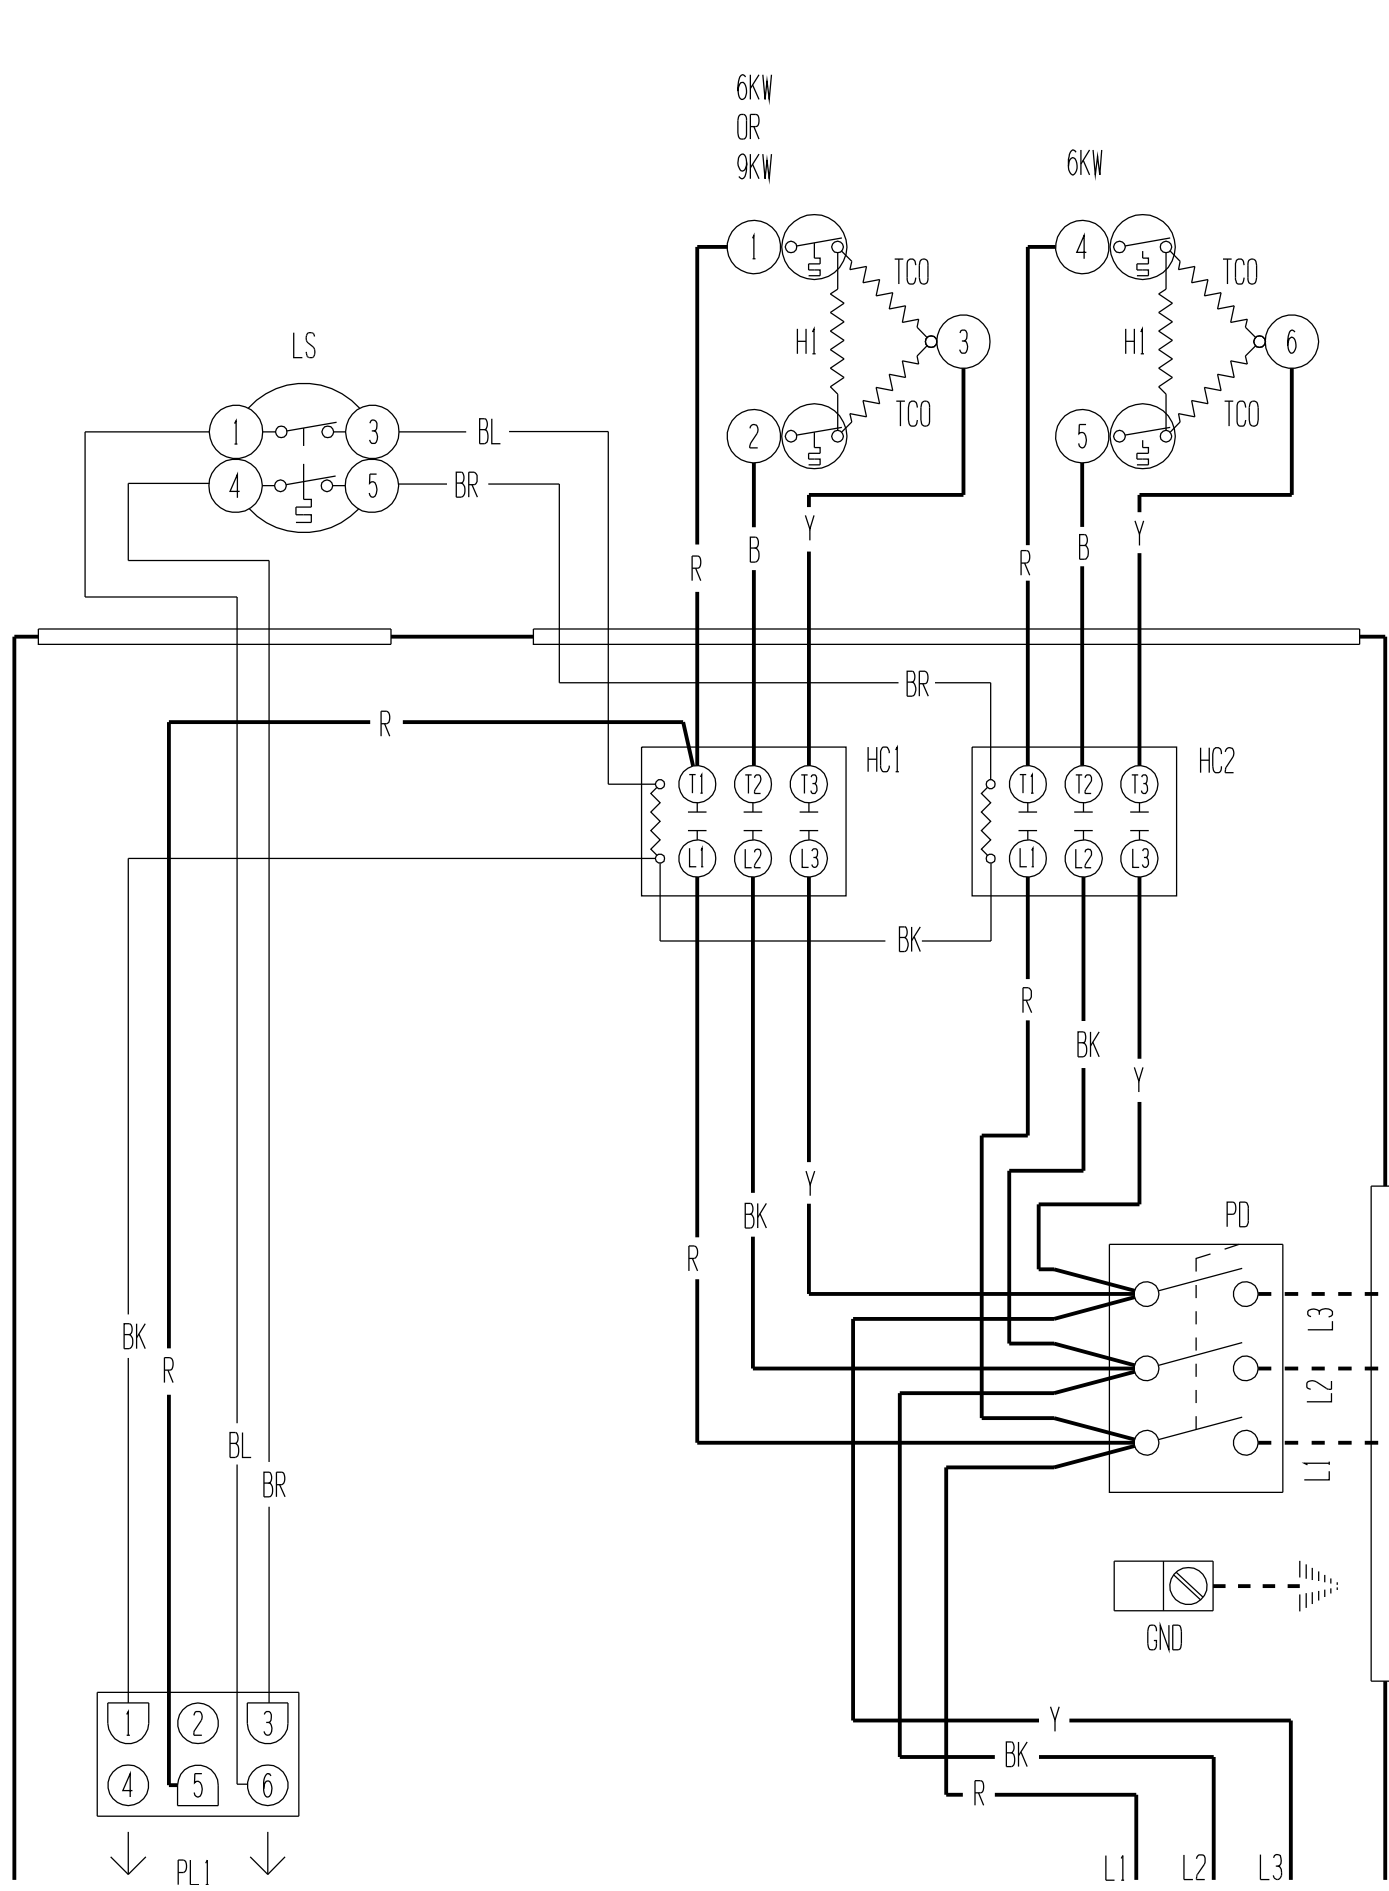 6KW
OR
9KW
6KW
1
4
TCO
TCO
H1
3
H1
6
LS
TCO
TCO
1
3
BL
2
5
4
5
BR
Y
Y
B
B
R
R
BR
R
HC1
HC2
T1 T2 T3
T1 T2 T3
L1 L2 L3
L1 L2 L3
BK
R
BK
Y
Y
PD
BK
R
L3
BK
R
L2
BL
L1
BR
GND
1 2 3
Y
BK
4 5 6
R
PL1
L1 L2 L3